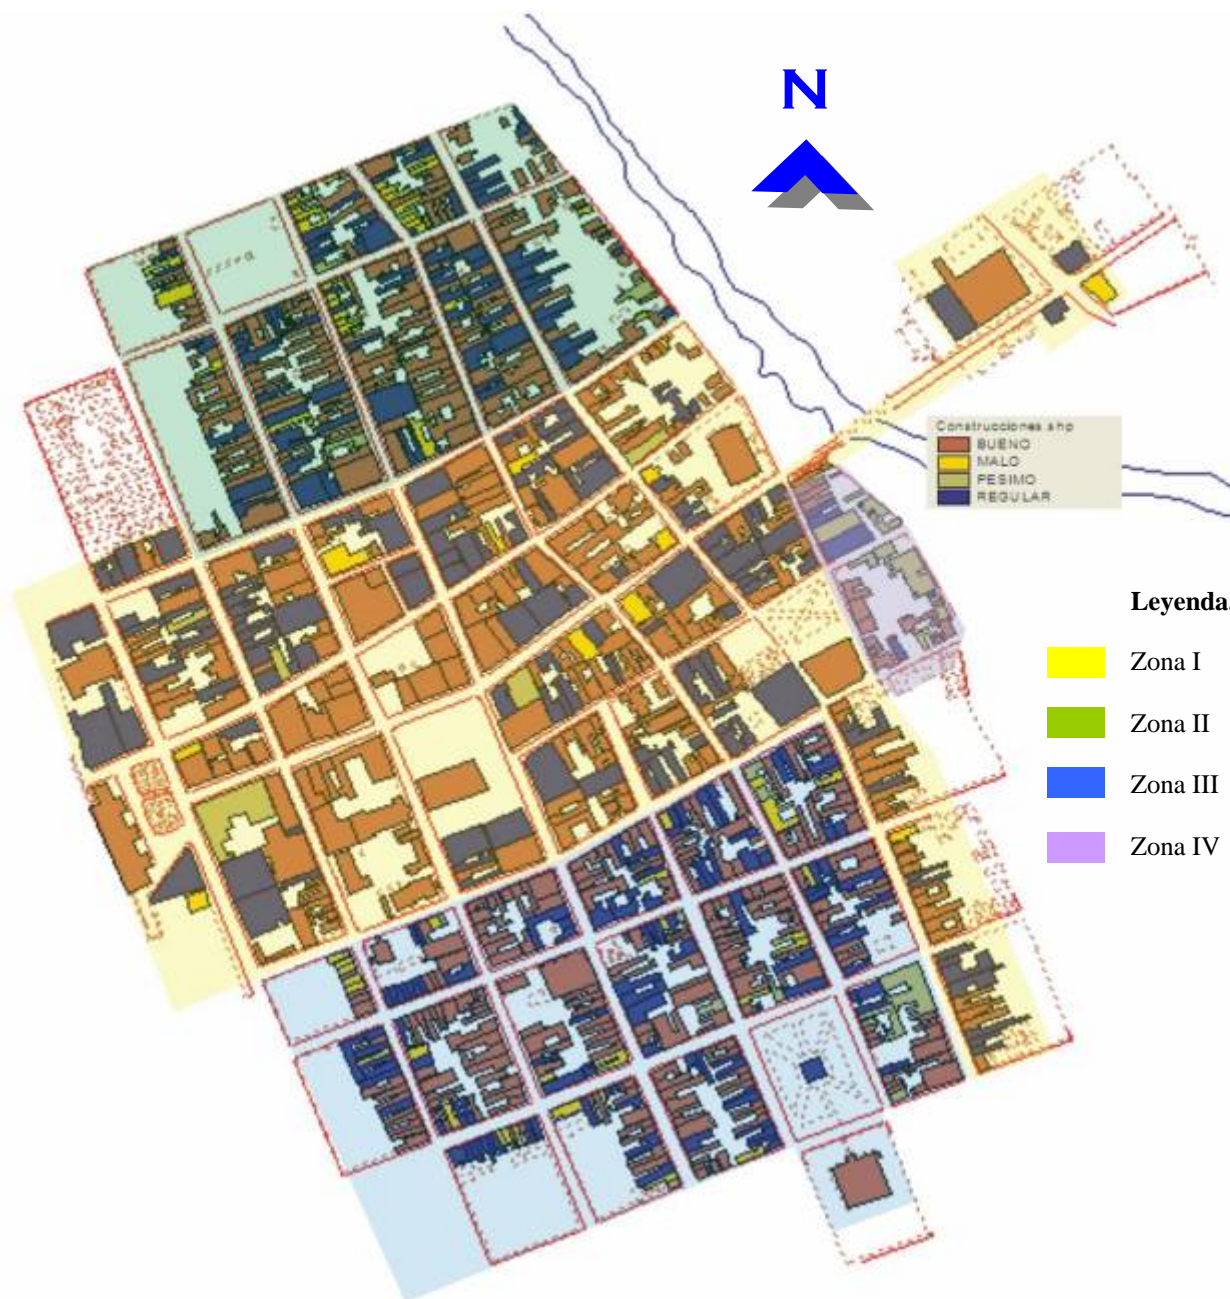 N
Construcciones shp
BUENO
MALO
PESIMO
REGULAR
Leyenda.
Zona I
Zona II
Zona III
Zona IV